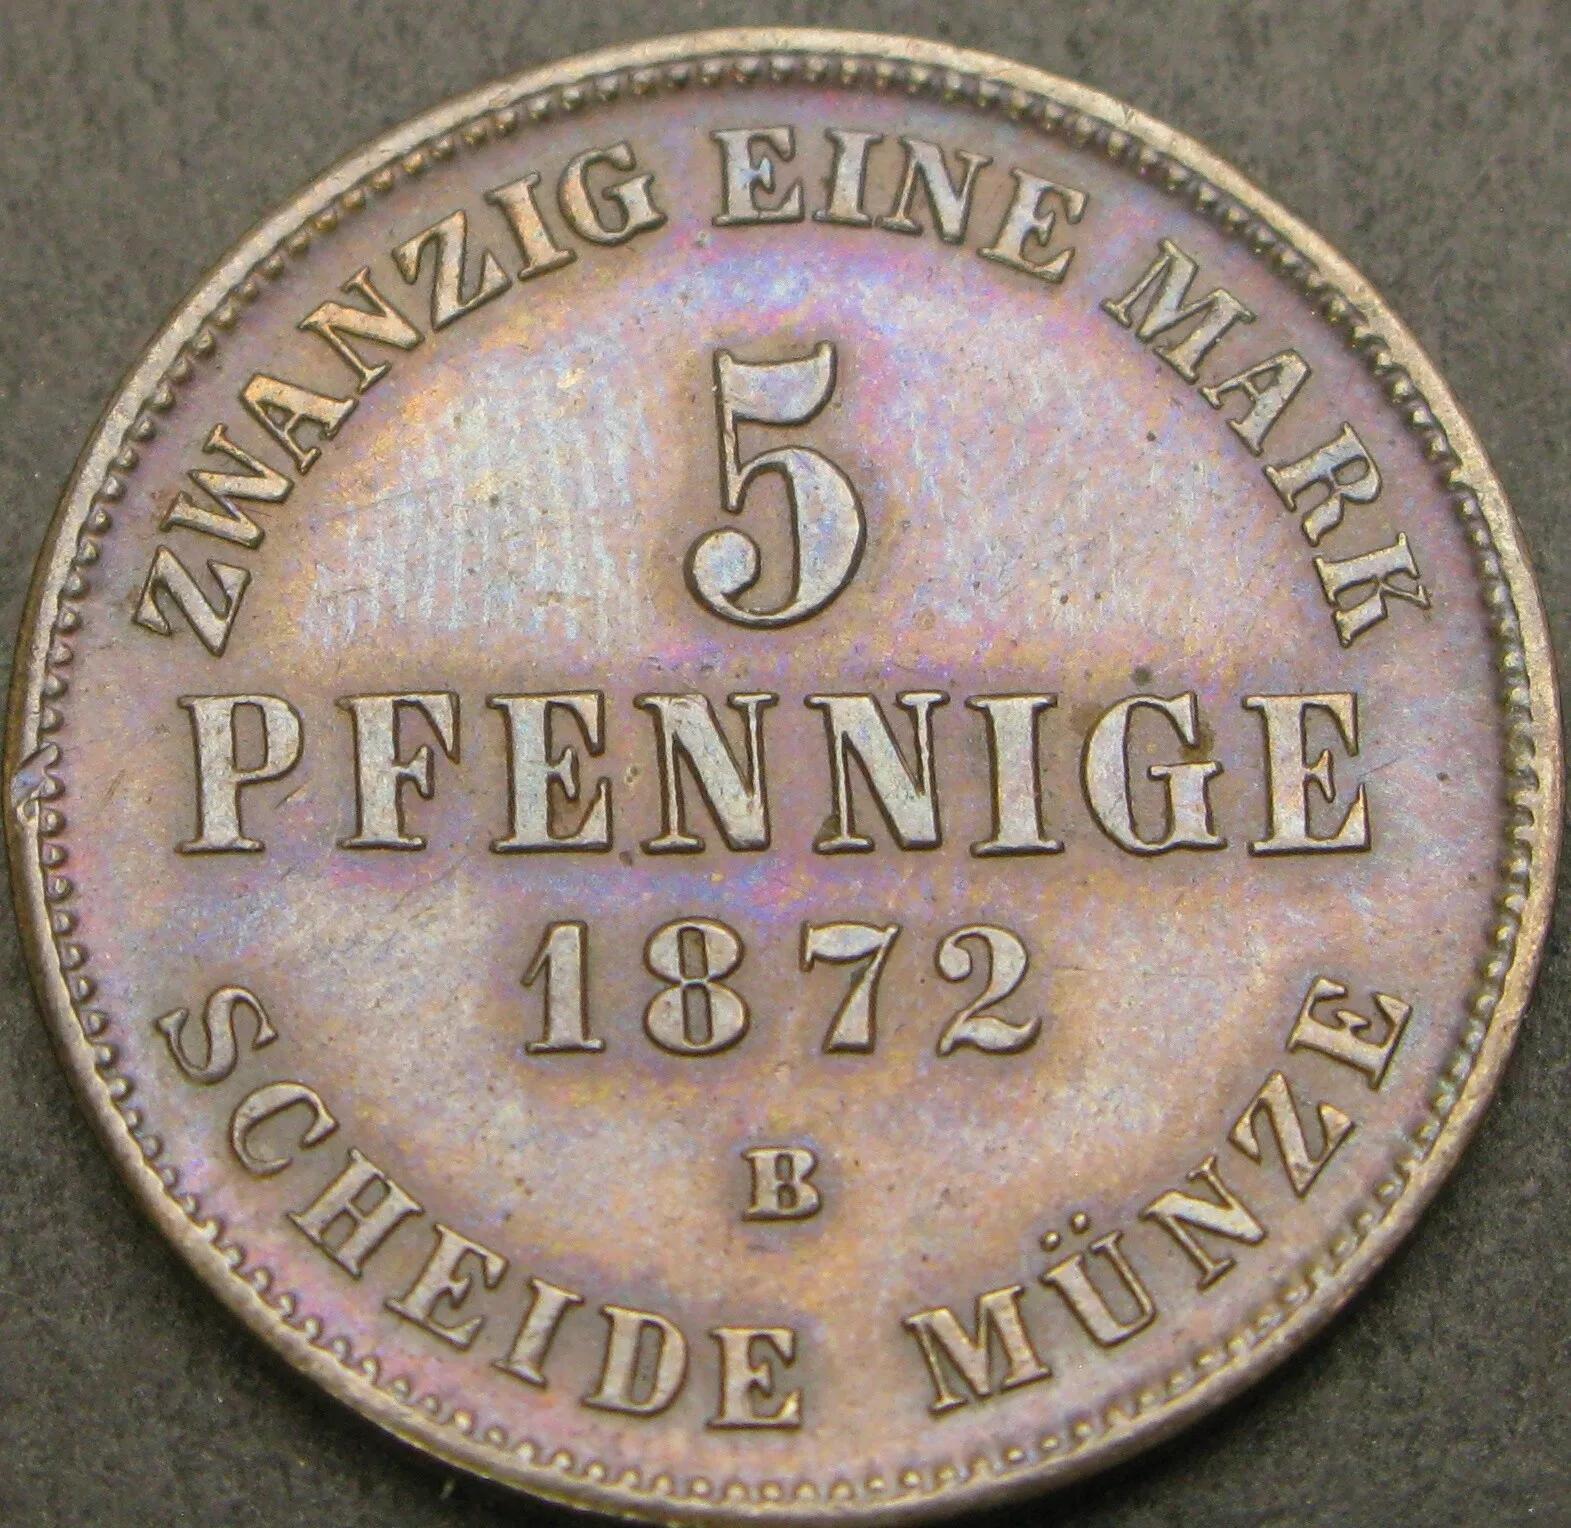 ZWANZIG EINE MARK
5
PFENNIGE
1872
B
SCHEIDE MÜNZE